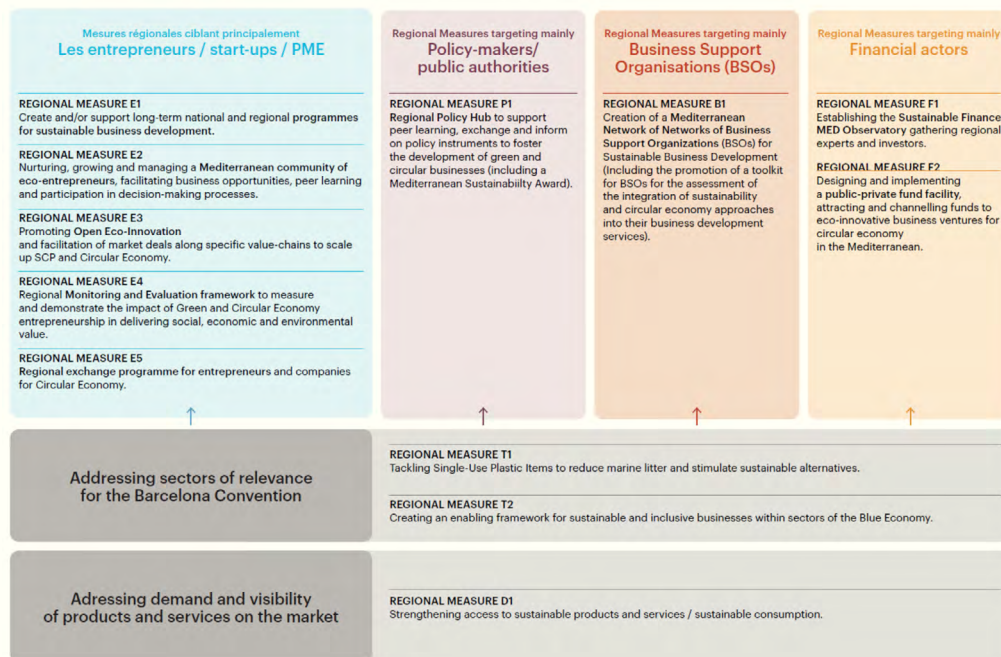 Mesures régionales ciblant principalement
Les entrepreneurs / start-ups / PME
REGIONAL MEASURE E1
Create and/or support long-term national and regional programmes
for sustainable business development.
REGIONAL MEASURE E2
Nurturing, growing and managing a Mediterranean community of
eco-entrepreneurs, facilitating business opportunities, peer learning
and participation in decision-making processes.
REGIONAL MEASURE E3
Promoting Open Eco-Innovation
and facilitation of market deals along specific value-chains to scale
up SCP and Circular Economy.
REGIONAL MEASURE E4
Regional Monitoring and Evaluation framework to measure
and demonstrate the impact of Green and Circular Economy
entrepreneurship in delivering social, economic and environmental
value.
REGIONAL MEASURE E5
Regional exchange programme for entrepreneurs and companies
for Circular Economy.
Regional Measures targeting mainly
Policy-makers/
public authorities
REGIONAL MEASURE P1
Regional Policy Hub to support
peer learning, exchange and inform
on policy instruments to foster
the development of green and
circular businesses (including a
Mediterranean Sustainabiilty Award).
Regional Measures targeting mainly
Business Support
Organisations (BSOs)
REGIONAL MEASURE B1
Creation of a Mediterranean
Network of Networks of Business
Support Organizations (BSOs) for
Sustainable Business Development
(Including the promotion of a toolkit
for BSOs for the assessment of
the integration of sustainability
and circular economy approaches
into their business development
services).
Regional Measures targeting mainly
Financial actors
REGIONAL MEASURE F1
Establishing the Sustainable Finance
MED Observatory gathering regional
experts and investors.
REGIONAL MEASURE F2
Designing and implementing
a public-private fund facility,
attracting and channelling funds to
eco-innovative business ventures for
circular economy
in the Mediterranean.
Addressing sectors of relevance
for the Barcelona Convention
REGIONAL MEASURE T1
Tackling Single-Use Plastic Items to reduce marine litter and stimulate sustainable alternatives.
REGIONAL MEASURE T2
Creating an enabling framework for sustainable and inclusive businesses within sectors of the Blue Economy.
Adressing demand and visibility
of products and services on the market
REGIONAL MEASURE D1
Strengthening access to sustainable products and services / sustainable consumption.